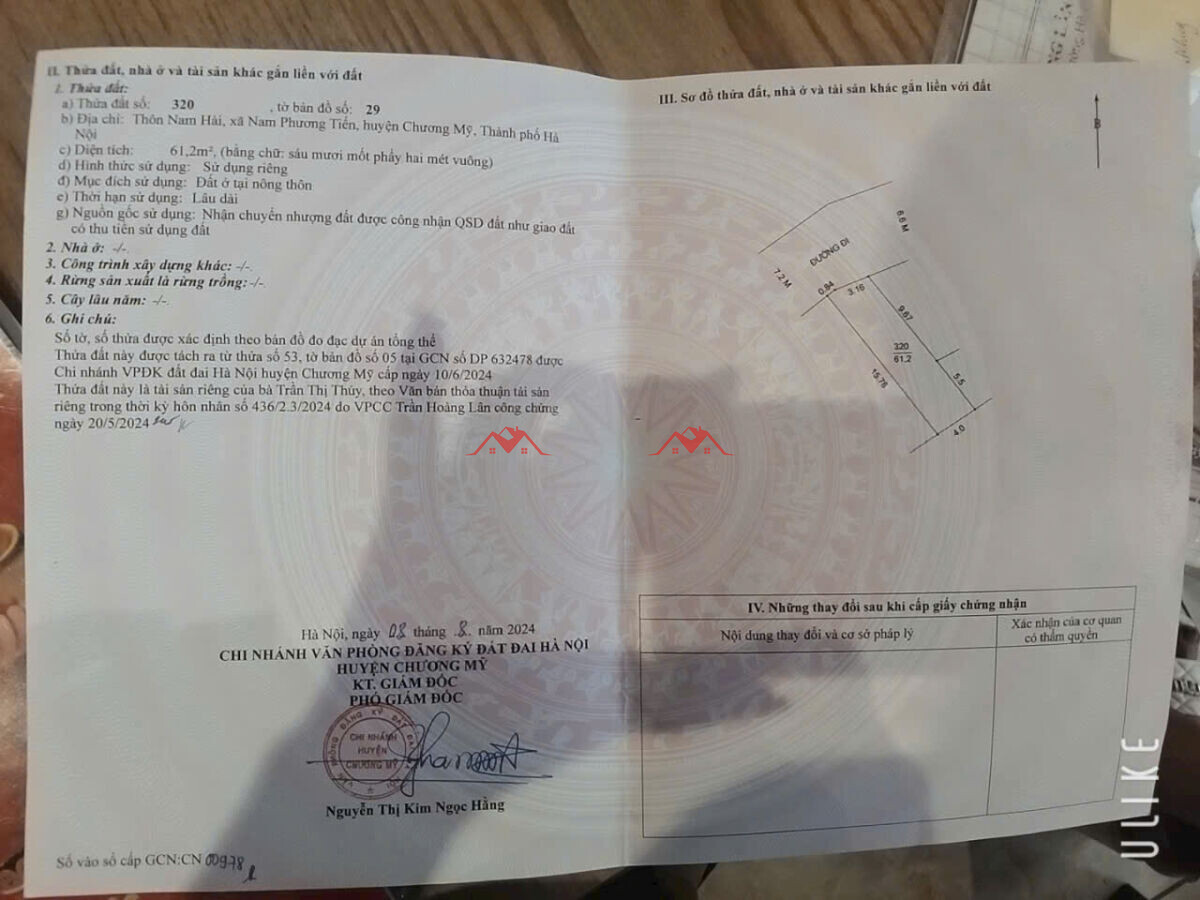 II. Thửa đất, nhà ở và tài sản khác gắn liền với đất
1. Thửa đất:
a) Thửa đất số: 320 , tờ bản đồ số: 29
b) Địa chỉ: Thôn Nam Hài, xã Nam Phương Tiến, huyện Chương Mỹ, Thành phố Hà
Nội
c) Diện tích: 61,2m², (bằng chữ: sáu mươi mốt phẩy hai mét vuông)
d) Hình thức sử dụng: Sử dụng riêng
đ) Mục đích sử dụng: Đất ở tại nông thôn
e) Thời hạn sử dụng: Lâu dài
g) Nguồn gốc sử dụng: Nhận chuyển nhượng đất được công nhận QSD đất như giao đất
có thu tiền sử dụng đất
2. Nhà ở: -/-.
3. Công trình xây dựng khác: -/-.
4. Rừng sản xuất là rừng trồng: -/-.
5. Cây lâu năm: -/-.
6. Ghi chú:
Số tờ, số thửa được xác định theo bản đồ đo đạc dự án tổng thể
Thửa đất này được tách ra từ thửa số 53, tờ bản đồ số 05 tại GCN số DP 632478 được
Chi nhánh VPĐK đất đai Hà Nội huyện Chương Mỹ cấp ngày 10/6/2024
Thửa đất này là tài sản riêng của bà Trần Thị Thúy, theo Văn bản thỏa thuận tài sản
riêng trong thời kỳ hôn nhân số 436/2.3/2024 do VPCC Trần Hoàng Lân công chứng
ngày 20/5/2024
Hà Nội, ngày 08 tháng .8. năm 2024
CHI NHÁNH VĂN PHÒNG ĐĂNG KÝ ĐẤT ĐAI HÀ NỘI
HUYỆN CHƯƠNG MỸ
KT. GIÁM ĐỐC
PHÓ GIÁM ĐỐC
VĂN PHÒNG ĐĂNG KÝ ĐẤT ĐAI HÀ NỘI
CHI NHÁNH
HUYỆN
CHƯƠNG MỸ
Nguyễn Thị Kim Ngọc Hằng
Số vào sổ cấp GCN:CN 00978
III. Sơ đồ thửa đất, nhà ở và tài sản khác gắn liền với đất
B
6.6 M
ĐƯỜNG ĐI
7.2 M
0.84
3.16
9.67
320
61.2
15.76
5.5
4.0
IV. Những thay đổi sau khi cấp giấy chứng nhận
Nội dung thay đổi và cơ sở pháp lý
Xác nhận của cơ quan
có thẩm quyền
ULIKE